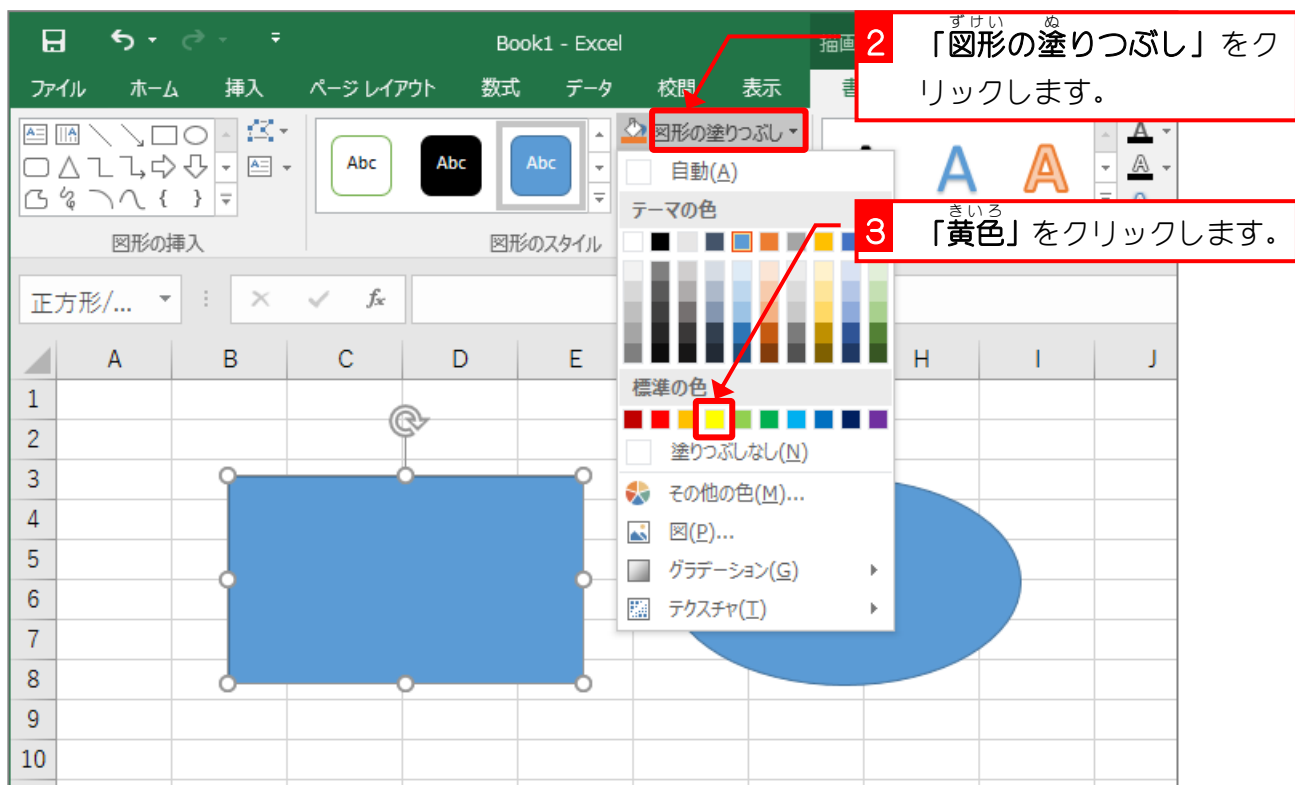 Book1 - Excel
描画
ファイル
ホーム
挿入
ページ レイアウト
数式
データ
校閲
表示
書
2 「図形の塗りつぶし」をク
ずけい ぬ
リックします。
Abc
Abc
Abc
図形の塗りつぶし
A
A
A
A
図形の挿入
図形のスタイル
自動(A)
テーマの色
きいろ
3 「黄色」をクリックします。
標準の色
塗りつぶしなし(N)
その他の色(M)...
図(P)...
グラデーション(G)
テクスチャ(T)
正方形/...
fx
A B C D E H I J
1
2
3
4
5
6
7
8
9
10